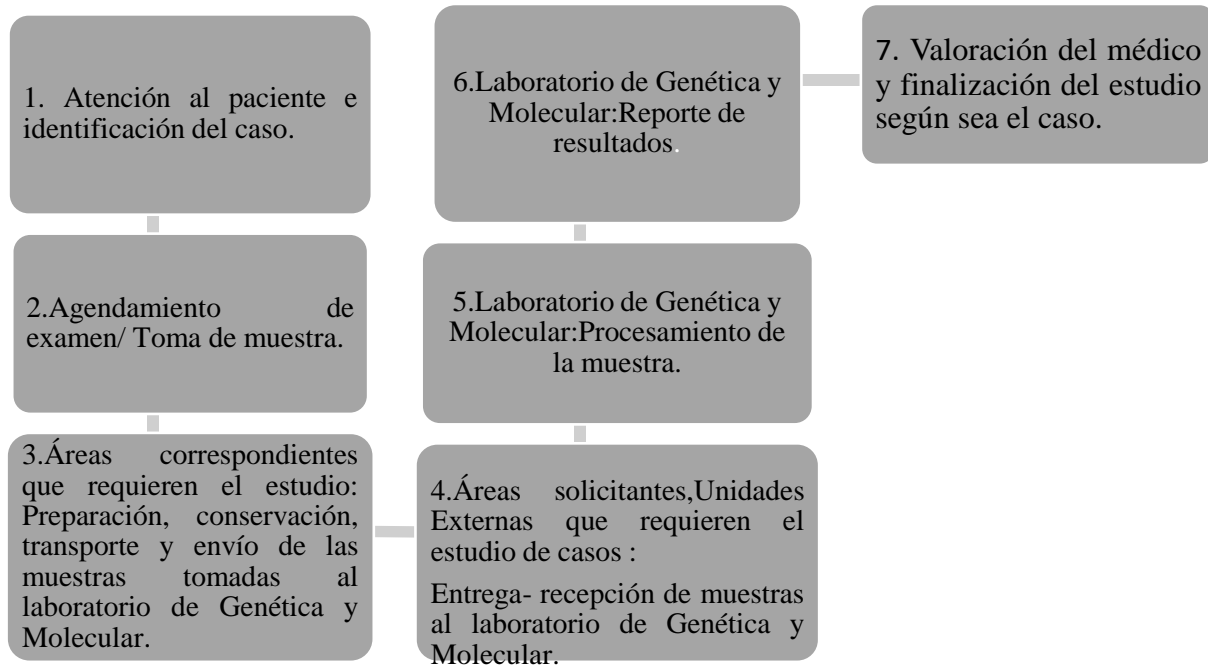 1. Atención al paciente e
identificación del caso.
2.Agendamiento de
examen/ Toma de muestra.
3.Áreas correspondientes
que requieren el estudio:
Preparación, conservación,
transporte y envío de las
muestras tomadas al
laboratorio de Genética y
Molecular.
4.Áreas solicitantes,Unidades
Externas que requieren el
estudio de casos :
Entrega- recepción de muestras
al laboratorio de Genética y
Molecular.
5.Laboratorio de Genética y
Molecular:Procesamiento de
la muestra.
6.Laboratorio de Genética y
Molecular:Reporte de
resultados.
7. Valoración del médico
y finalización del estudio
según sea el caso.